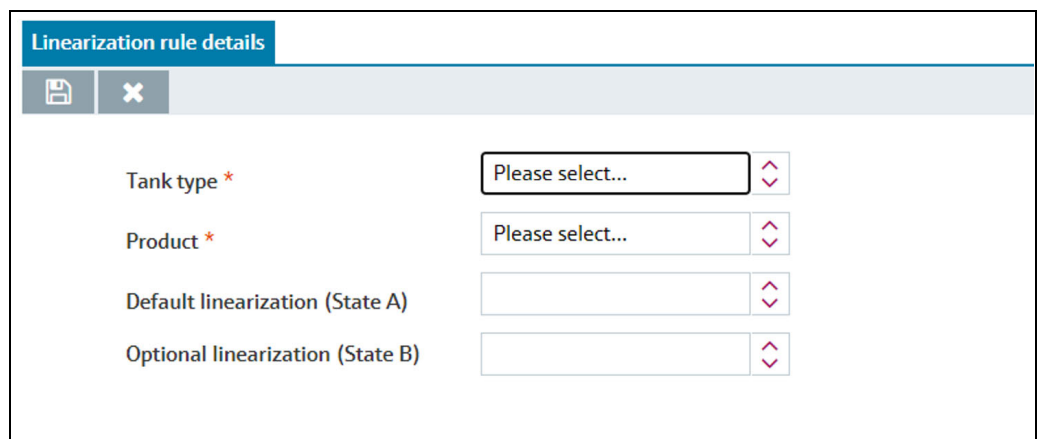 Linearization rule details
Tank type * Please select...
Product * Please select...
Default linearization (State A)
Optional linearization (State B)